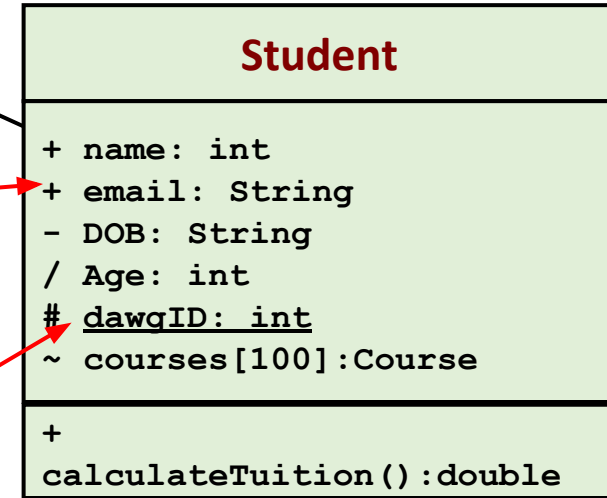 Student
+ name: int
+ email: String
- DOB: String
/ Age: int
# dawgID: int
~ courses[100]:Course
+
calculateTuition():double